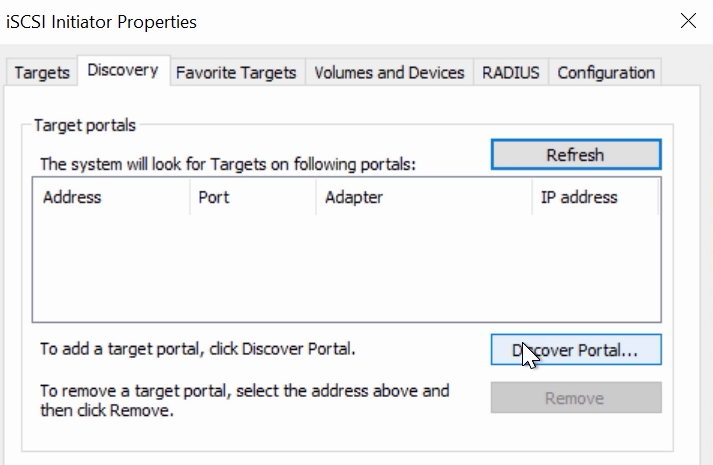 iSCSI Initiator Properties
Targets Discovery Favorite Targets Volumes and Devices RADIUS Configuration
Target portals
The system will look for Targets on following portals: Refresh
Address Port Adapter IP address
To add a target portal, click Discover Portal. Discover Portal...
To remove a target portal, select the address above and
then click Remove.
Remove